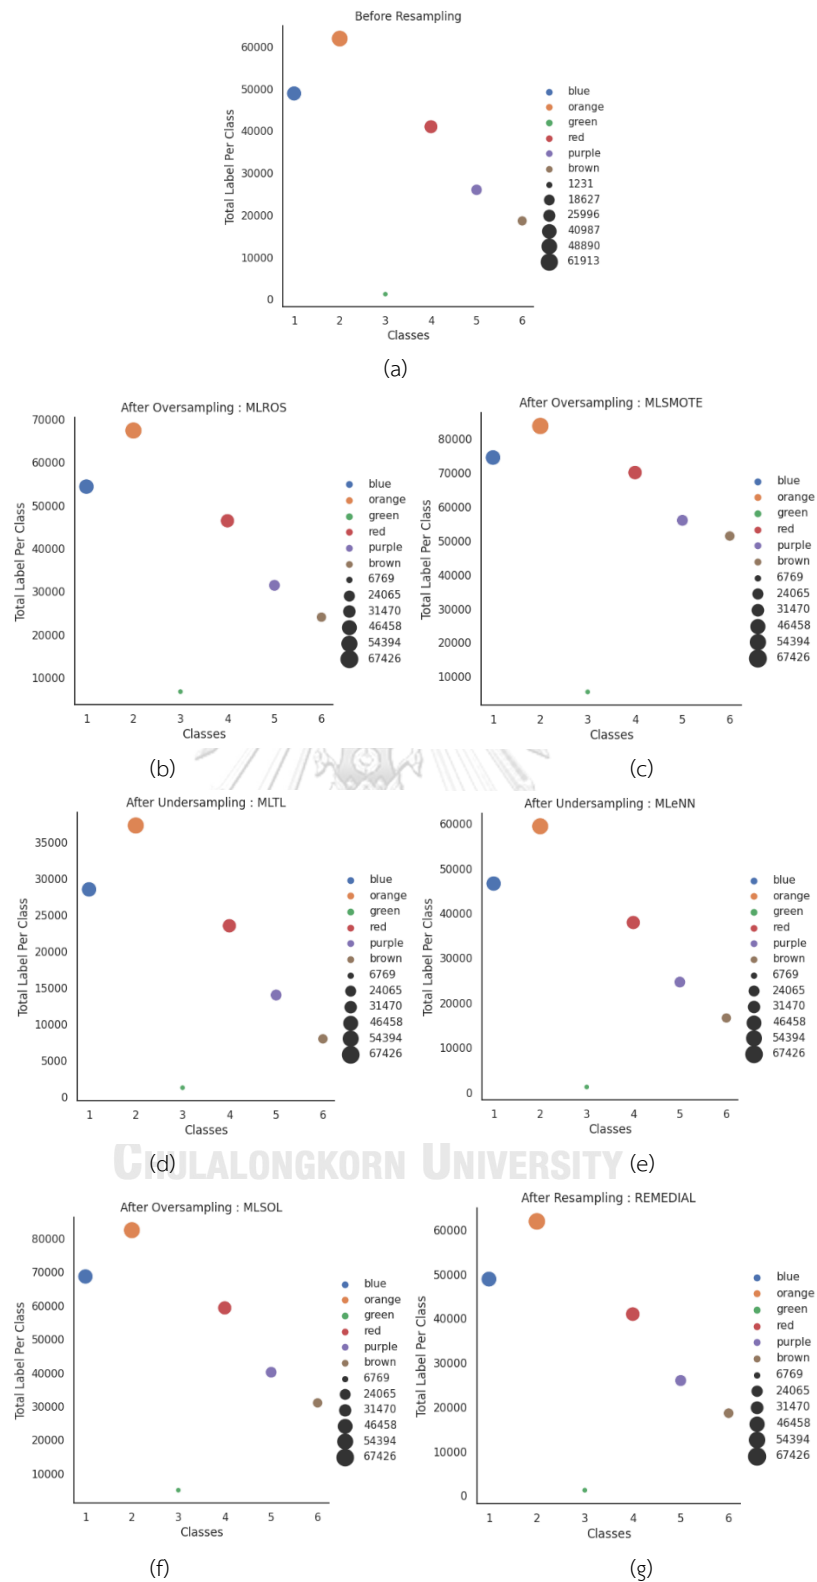 Before Resampling
Total Label Per Class
60000
50000
40000
30000
20000
10000
0
1 2 3 4 5 6
Classes
blue
orange
green
red
purple
brown
1231
18627
25996
40987
48890
61913
(a)
After Oversampling : MLROS
Total Label Per Class
70000
60000
50000
40000
30000
20000
10000
1 2 3 4 5 6
Classes
blue
orange
green
red
purple
brown
6769
24065
31470
46458
54394
67426
(b)
After Oversampling : MLSMOTE
Total Label Per Class
80000
70000
60000
50000
40000
30000
20000
10000
1 2 3 4 5 6
Classes
blue
orange
green
red
purple
brown
6769
24065
31470
46458
54394
67426
(c)
After Undersampling : MLTL
Total Label Per Class
35000
30000
25000
20000
15000
10000
5000
0
1 2 3 4 5 6
Classes
blue
orange
green
red
purple
brown
6769
24065
31470
46458
54394
67426
(d)
After Undersampling : MLeNN
Total Label Per Class
60000
50000
40000
30000
20000
10000
0
1 2 3 4 5 6
Classes
blue
orange
green
red
purple
brown
6769
24065
31470
46458
54394
67426
(e)
CHULALONGKORN UNIVERSITY
After Oversampling : MLSOL
Total Label Per Class
80000
70000
60000
50000
40000
30000
20000
10000
1 2 3 4 5 6
Classes
blue
orange
green
red
purple
brown
6769
24065
31470
46458
54394
67426
(f)
After Resampling : REMEDIAL
Total Label Per Class
60000
50000
40000
30000
20000
10000
0
1 2 3 4 5 6
Classes
blue
orange
green
red
purple
brown
6769
24065
31470
46458
54394
67426
(g)